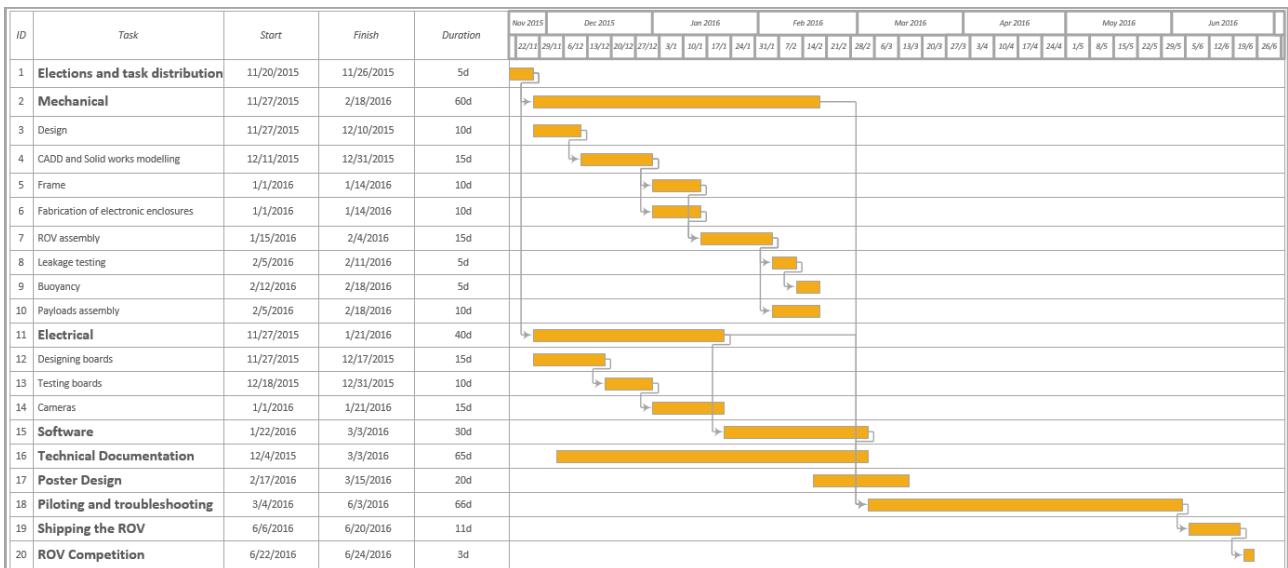 ID Task Start Finish Duration Nov 2015 Dec 2015 Jan 2016 Feb 2016 Mar 2016 Apr 2016 May 2016 Jun 2016
22/11 29/11 6/12 13/12 20/12 27/12 3/1 10/1 17/1 24/1 31/1 7/2 14/2 21/2 28/2 6/3 13/3 20/3 27/3 3/4 10/4 17/4 24/4 1/5 8/5 15/5 22/5 29/5 5/6 12/6 19/6 26/6
1 Elections and task distribution 11/20/2015 11/26/2015 5d
2 Mechanical 11/27/2015 2/18/2016 60d
3 Design 11/27/2015 12/10/2015 10d
4 CADD and Solid works modelling 12/11/2015 12/31/2015 15d
5 Frame 1/1/2016 1/14/2016 10d
6 Fabrication of electronic enclosures 1/1/2016 1/14/2016 10d
7 ROV assembly 1/15/2016 2/4/2016 15d
8 Leakage testing 2/5/2016 2/11/2016 5d
9 Buoyancy 2/12/2016 2/18/2016 5d
10 Payloads assembly 2/5/2016 2/18/2016 10d
11 Electrical 11/27/2015 1/21/2016 40d
12 Designing boards 11/27/2015 12/17/2015 15d
13 Testing boards 12/18/2015 12/31/2015 10d
14 Cameras 1/1/2016 1/21/2016 15d
15 Software 1/22/2016 3/3/2016 30d
16 Technical Documentation 12/4/2015 3/3/2016 65d
17 Poster Design 2/17/2016 3/15/2016 20d
18 Piloting and troubleshooting 3/4/2016 6/3/2016 66d
19 Shipping the ROV 6/6/2016 6/20/2016 11d
20 ROV Competition 6/22/2016 6/24/2016 3d